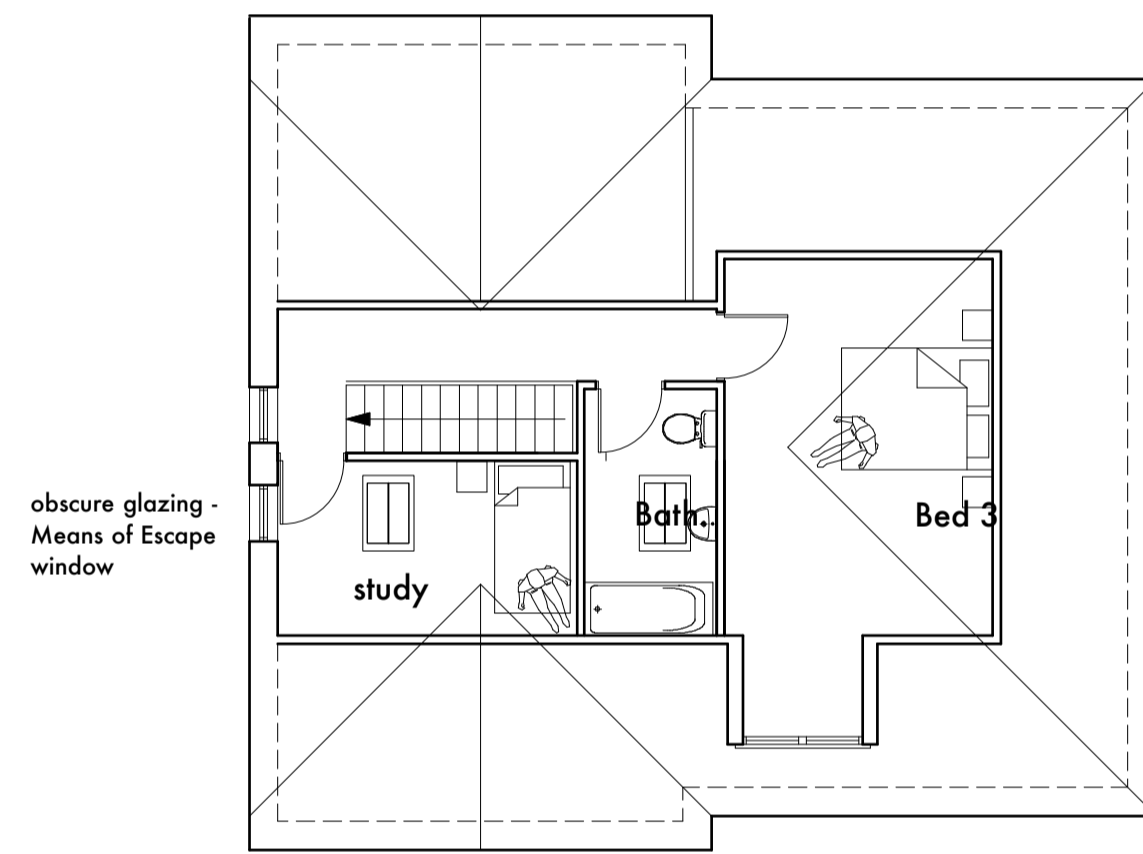 obscure glazing -
Means of Escape
window
study
Bath
Bed 3